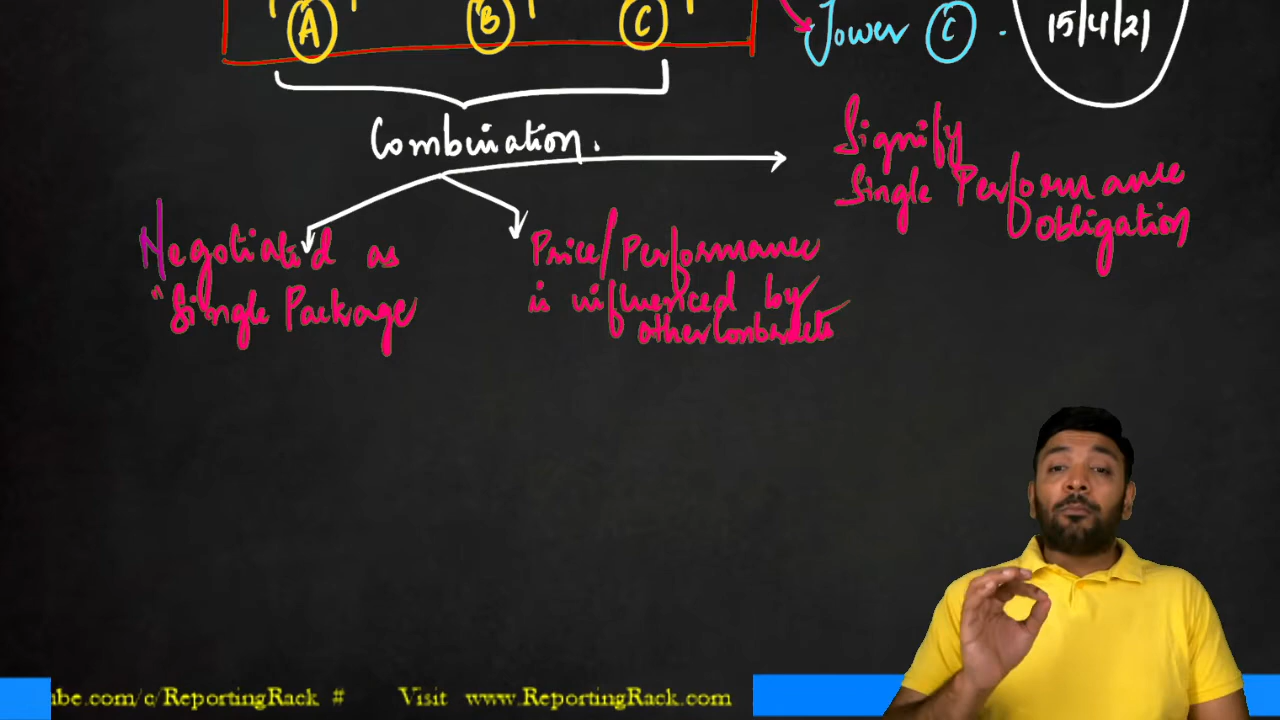 A B C
Tower C .
15/4/21
Combination.
Signify
Single Performance
obligation
Negotiated as
"Single Package
Price/Performance
is influenced by
other Contracts
be.com/c/ReportingRack # Visit www.ReportingRack.com